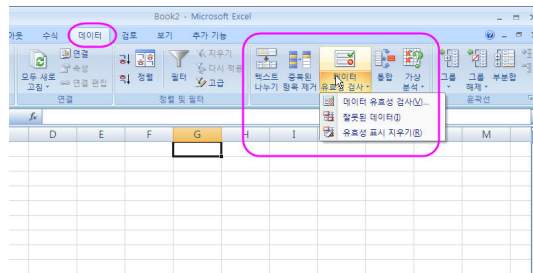 Book2 - Microsoft Excel
아웃 수식 데이터 검토 보기 추가 기능
모두 새로 고침 연결 속성 연결 편집
정렬 필터 지우기 다시 적용 고급
텍스트 나누기 중복된 항목 제거 데이터 유효성 검사 통합 가상 분석
그룹 그룹 해제 부분합
연결 정렬 및 필터 윤곽선
데이터 유효성 검사(V)...
잘못된 데이터(I)
유효성 표시 지우기(R)
fx
D E F G H I M